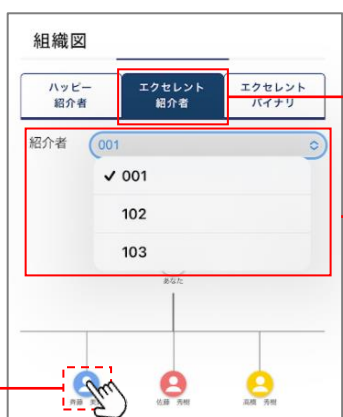 組織図
ハッピー
紹介者
エクセレント
紹介者
エクセレント
バイナリ
紹介者
001
✓ 001
102
103
あなた
斉藤
佐藤 秀樹
高橋 秀樹